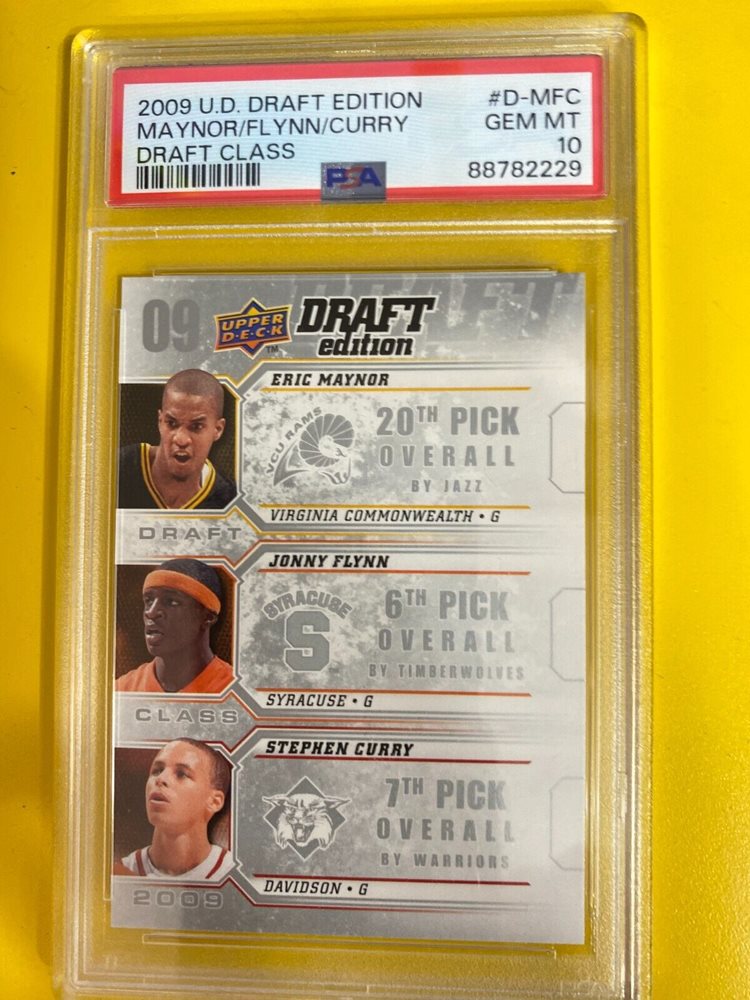 2009 U.D. DRAFT EDITION #D-MFC
MAYNOR/FLYNN/CURRY GEM MT
DRAFT CLASS 10
PSA 88782229
DRAFT
09 UPPER DECK TM DRAFT
edition
ERIC MAYNOR
VCU RAMS
20TH PICK
OVERALL
BY JAZZ
VIRGINIA COMMONWEALTH • G
DRAFT
JONNY FLYNN
SYRACUSE
S
6TH PICK
OVERALL
BY TIMBERWOLVES
SYRACUSE • G
CLASS
STEPHEN CURRY
7TH PICK
OVERALL
BY WARRIORS
DAVIDSON • G
2009